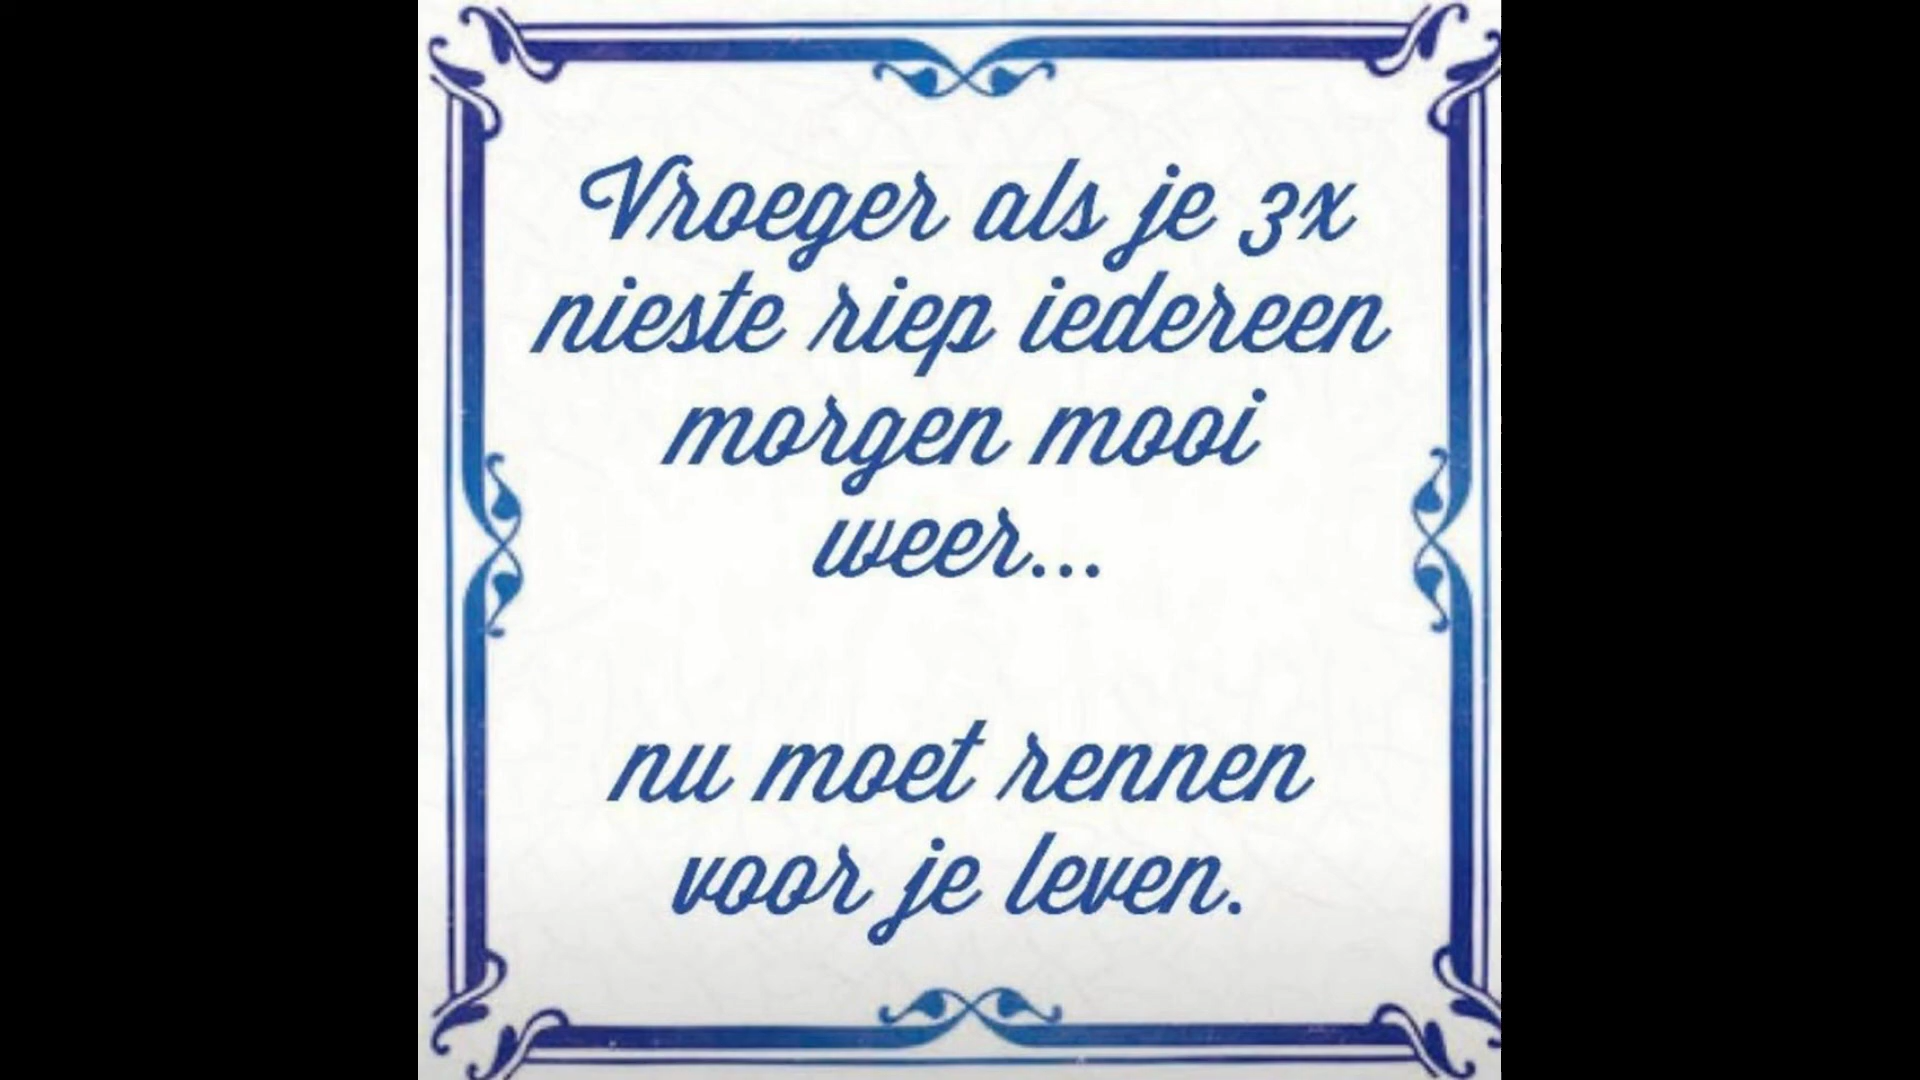 Vroeger als je 3x
nieste riep iedereen
morgen mooi
weer...
nu moet rennen
voor je leven.